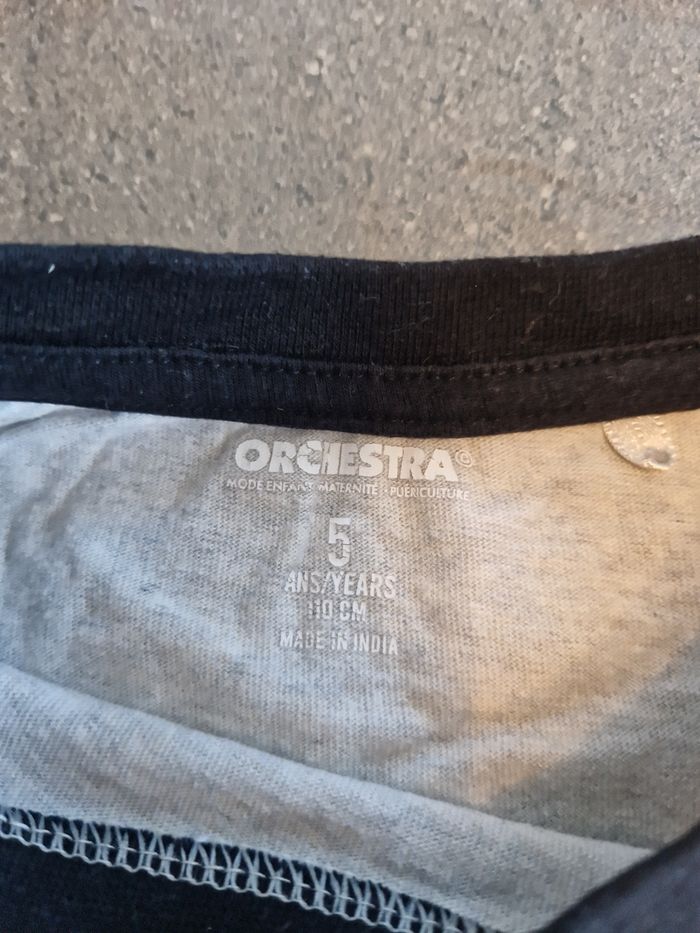 ORCHESTRA©
MODE ENFANT MATERNITÉ • PUÉRICULTURE
5
ANS/YEARS
110 CM
MADE IN INDIA